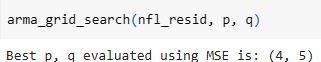 arma_grid_search(nfl_resid, p, q)
Best p, q evaluated using MSE is: (4, 5)